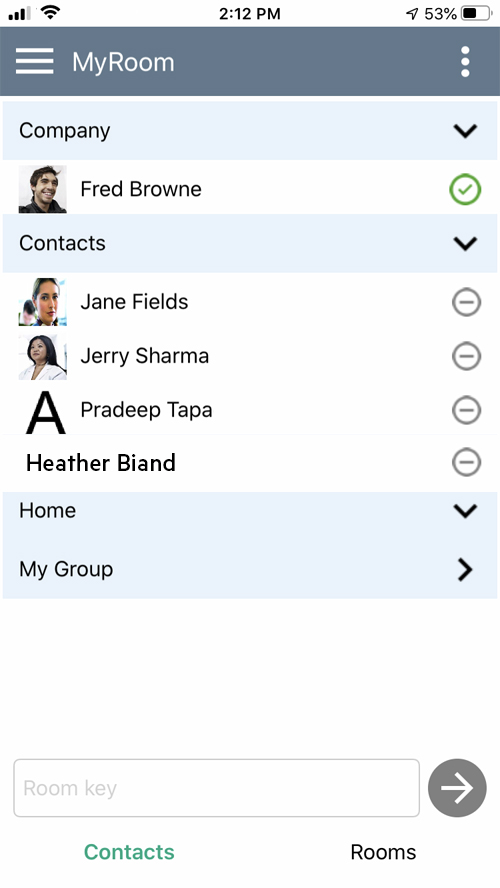 2:12 PM
53%
MyRoom
Company
Fred Browne
Contacts
Jane Fields
Jerry Sharma
A
Pradeep Tapa
Heather Biand
Home
My Group
Room key
Contacts
Rooms